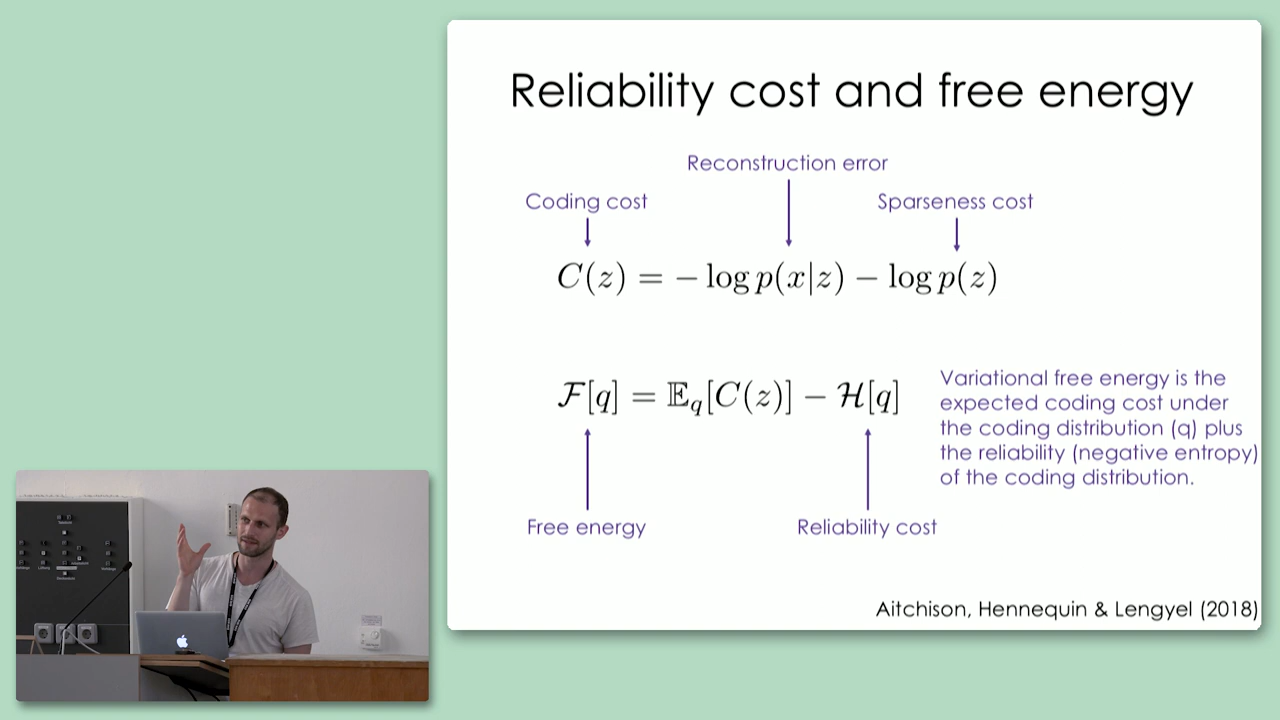 Reliability cost and free energy
Reconstruction error
Coding cost
Sparseness cost
C(z) = − log p(x|z) − log p(z)
F[q] = 𝔼_q[C(z)] − H[q]
Variational free energy is the
expected coding cost under
the coding distribution (q) plus
the reliability (negative entropy)
of the coding distribution.
Free energy
Reliability cost
Aitchison, Hennequin & Lengyel (2018)